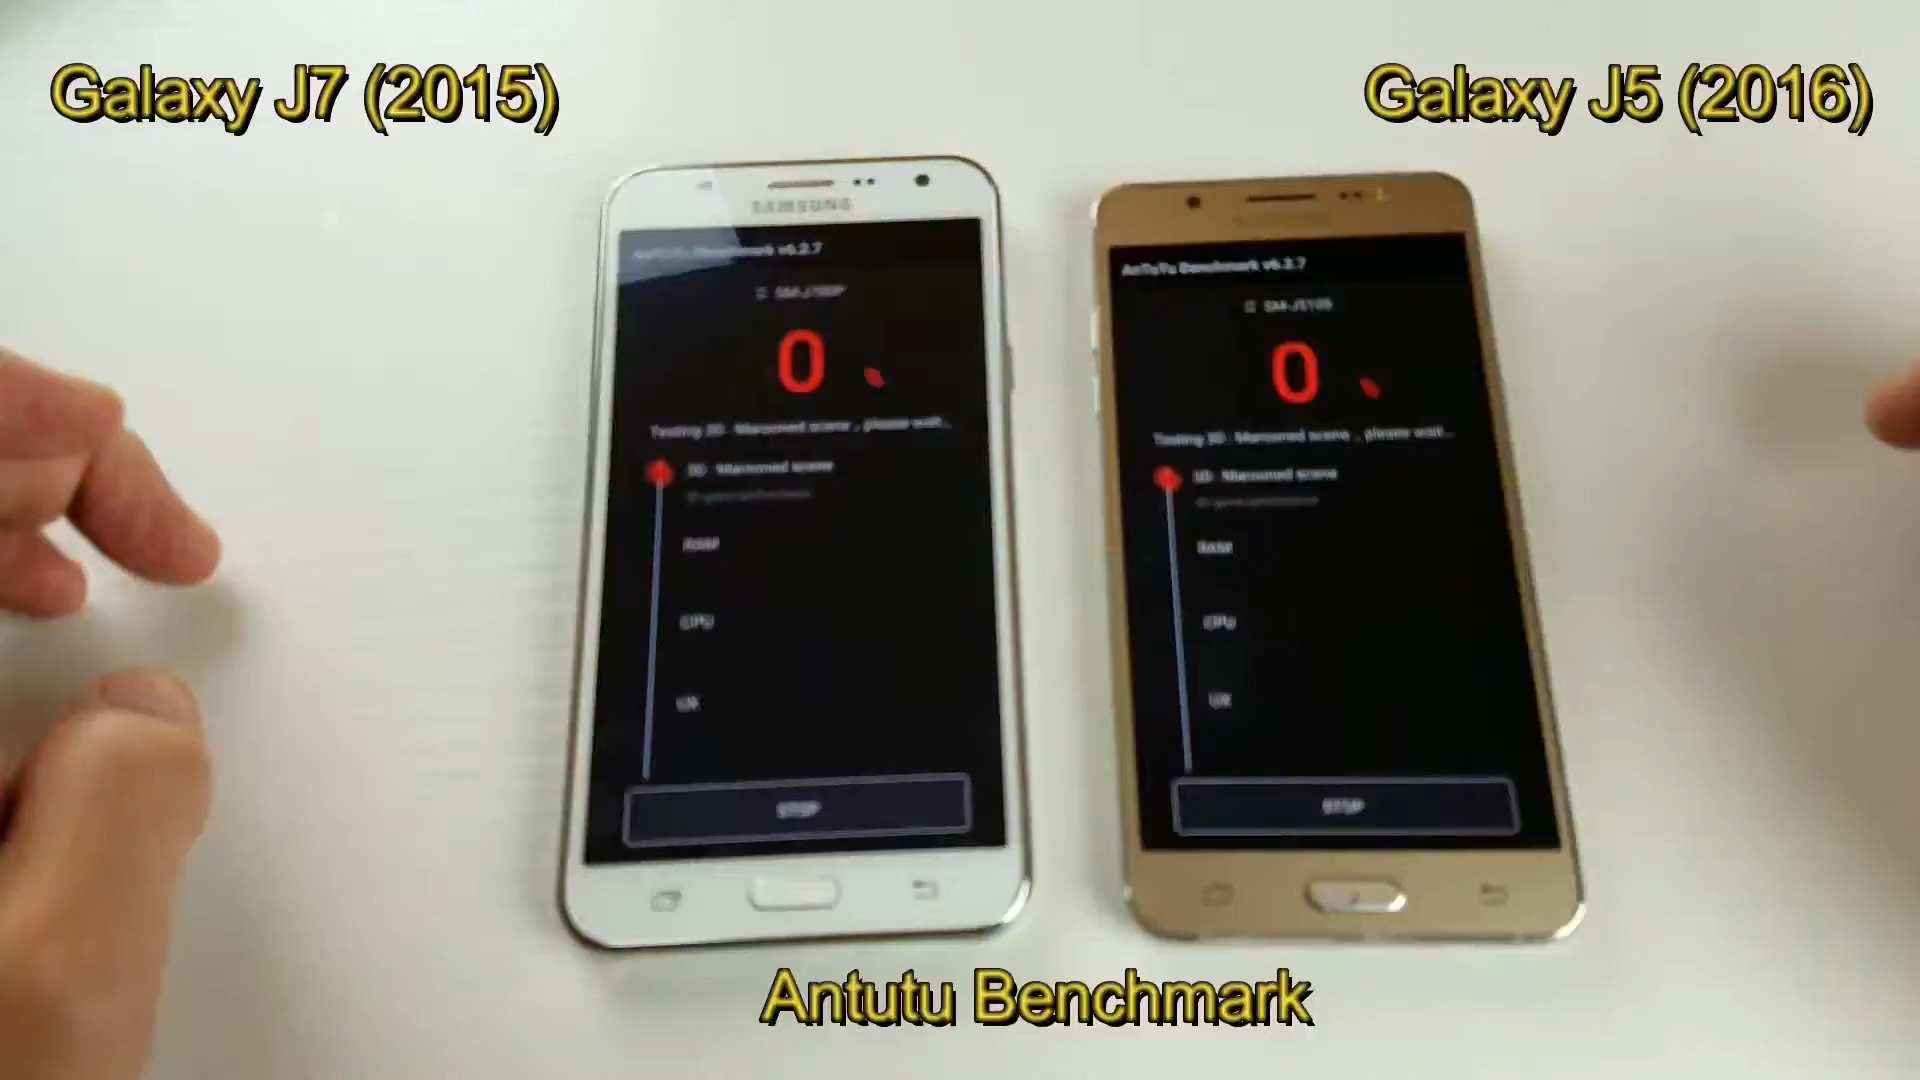 Galaxy J7 (2015)
Galaxy J5 (2016)
SAMSUNG
AnTuTu Benchmark v6.2.7
0 %
Testing 3D - Marooned scene , please wait...
3D - Marooned scene
RAM
CPU
UX
STOP
AnTuTu Benchmark v6.2.7
0 %
Testing 3D - Marooned scene , please wait...
3D - Marooned scene
RAM
CPU
UX
STOP
Antutu Benchmark